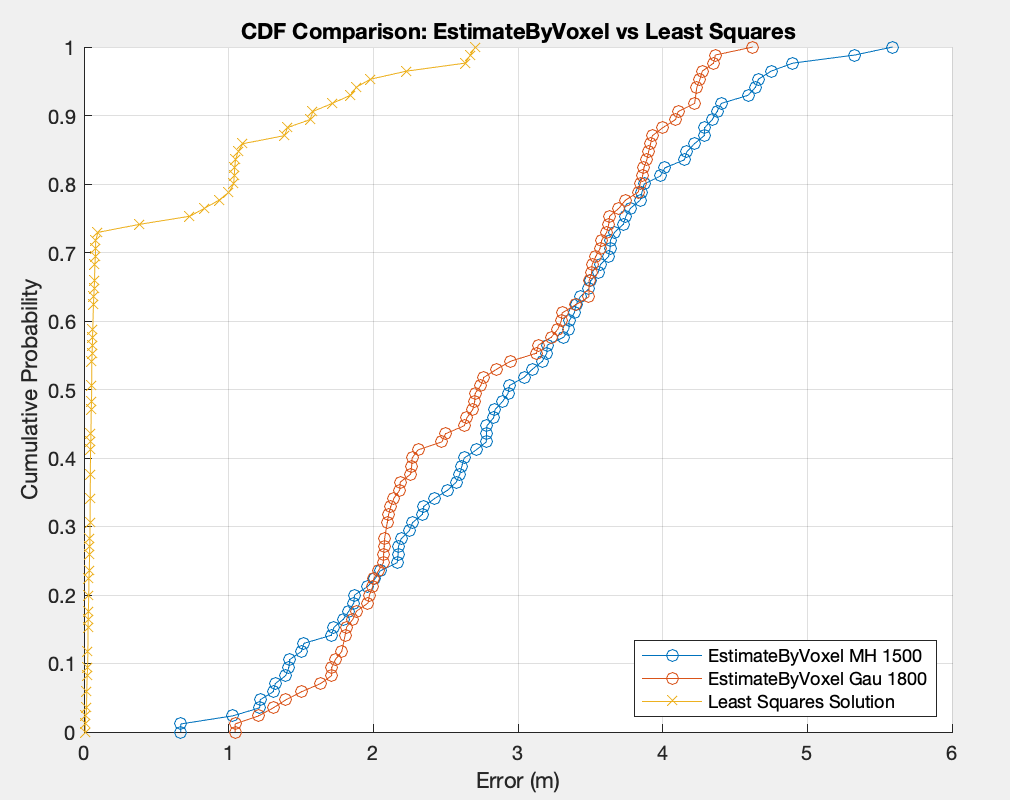 CDF Comparison: EstimateByVoxel vs Least Squares
1
0.9
0.8
0.7
0.6
0.5
0.4
0.3
0.2
0.1
0
Cumulative Probability
EstimateByVoxel MH 1500
EstimateByVoxel Gau 1800
Least Squares Solution
0 1 2 3 4 5 6
Error (m)